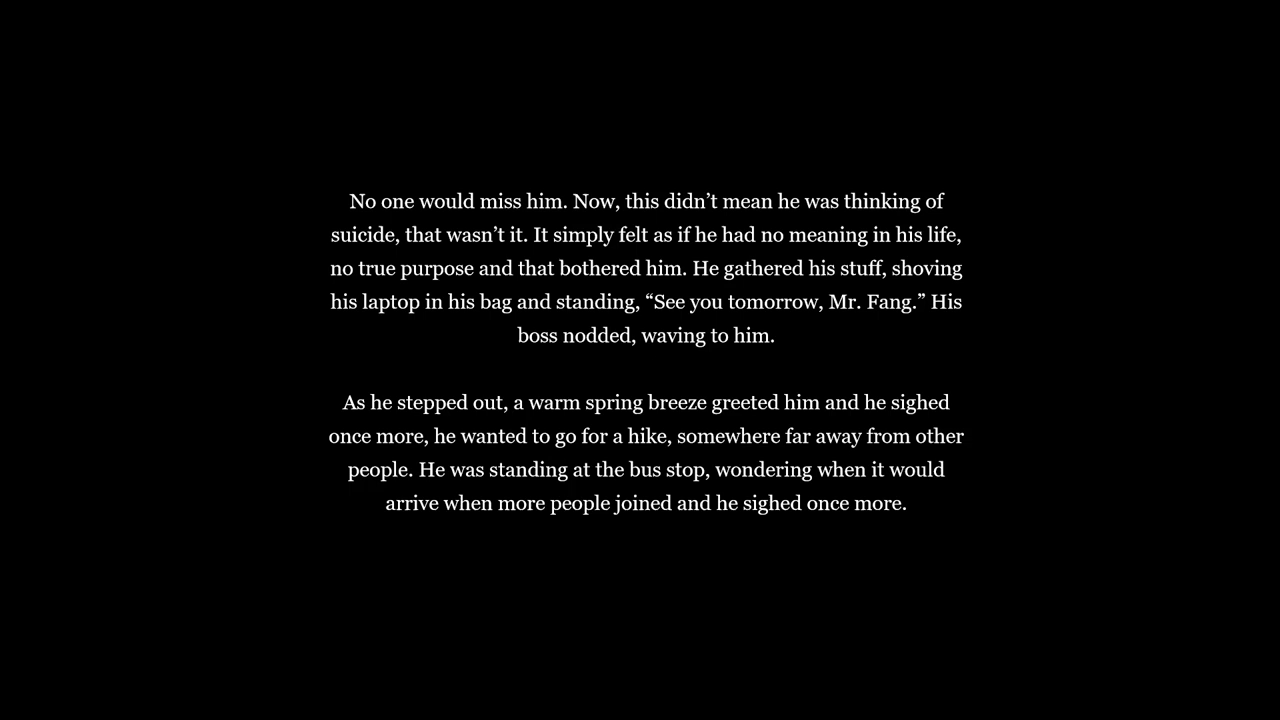 No one would miss him. Now, this didn’t mean he was thinking of
suicide, that wasn’t it. It simply felt as if he had no meaning in his life,
no true purpose and that bothered him. He gathered his stuff, shoving
his laptop in his bag and standing, “See you tomorrow, Mr. Fang.” His
boss nodded, waving to him.
As he stepped out, a warm spring breeze greeted him and he sighed
once more, he wanted to go for a hike, somewhere far away from other
people. He was standing at the bus stop, wondering when it would
arrive when more people joined and he sighed once more.